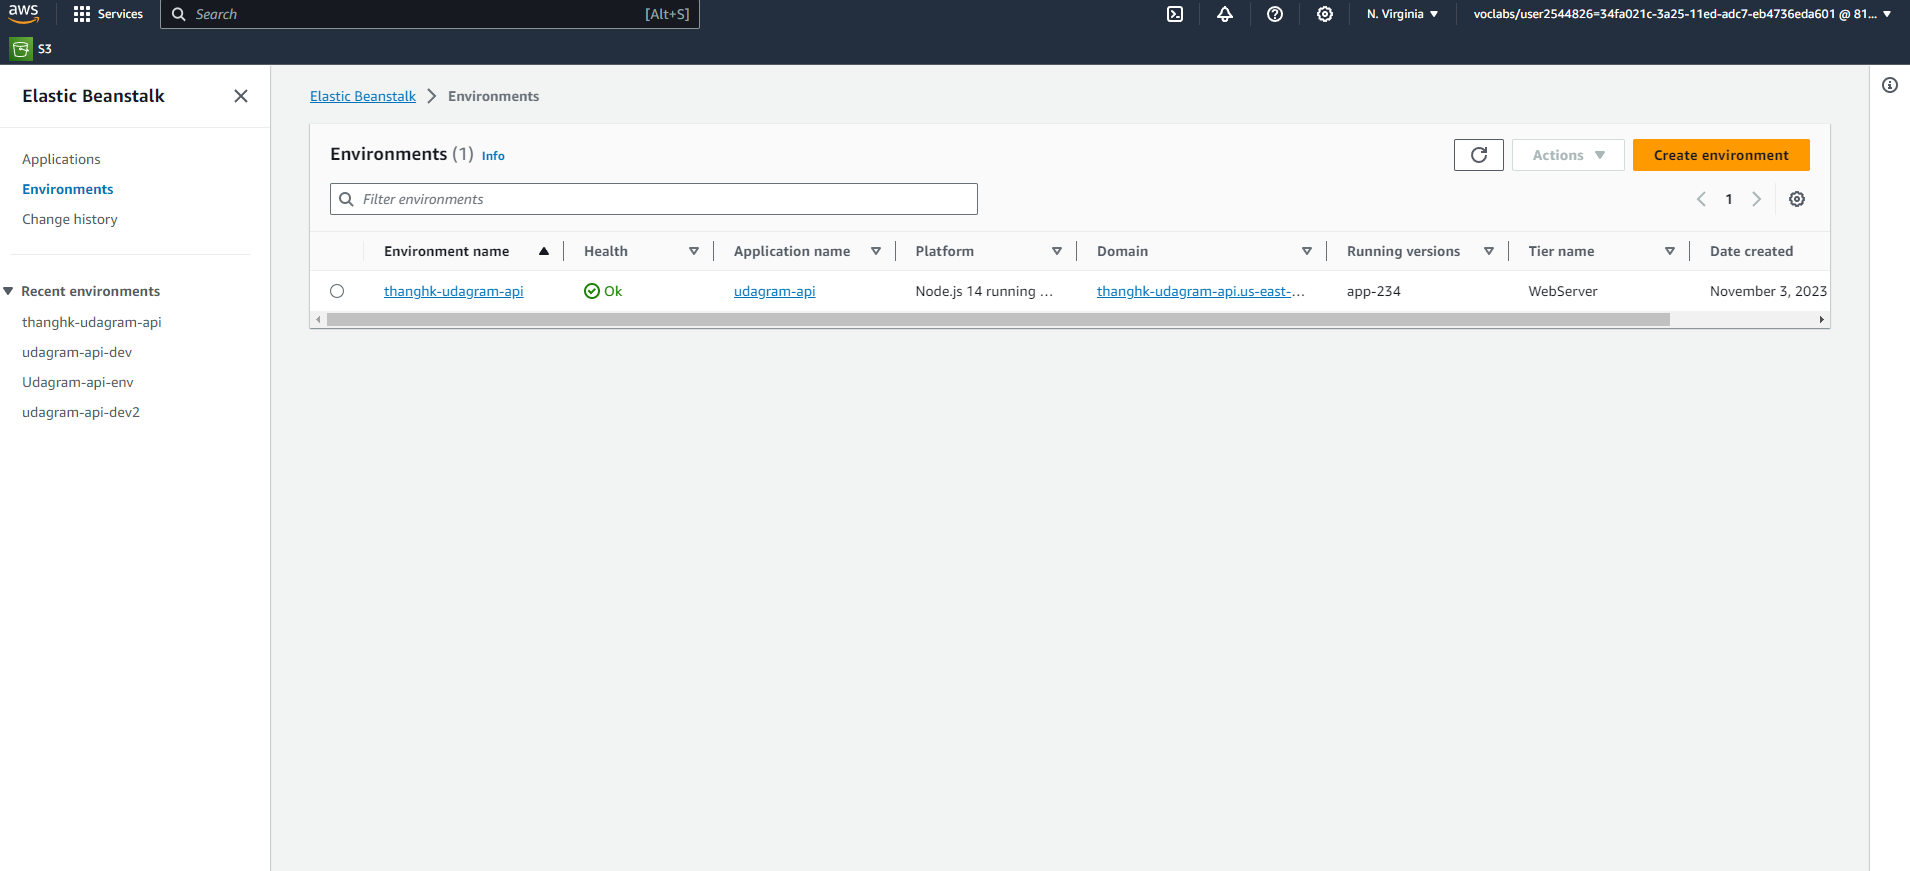 aws Services Search [Alt+S] N. Virginia voclabs/user2544826=34fa021c-3a25-11ed-adc7-eb4736eda601 @ 81...
S3
Elastic Beanstalk
Applications
Environments
Change history
Recent environments
thanghk-udagram-api
udagram-api-dev
Udagram-api-env
udagram-api-dev2
Elastic Beanstalk Environments
Environments (1) Info Actions Create environment
Filter environments 1
Environment name Health Application name Platform Domain Running versions Tier name Date created
thanghk-udagram-api Ok udagram-api Node.js 14 running ... thanghk-udagram-api.us-east-... app-234 WebServer November 3, 2023